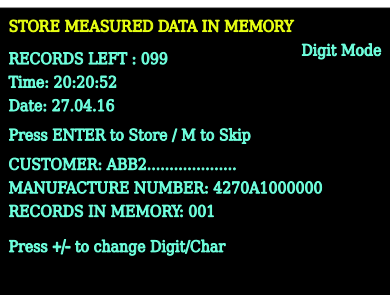 STORE MEASURED DATA IN MEMORY
Digit Mode
RECORDS LEFT : 099
Time: 20:20:52
Date: 27.04.16
Press ENTER to Store / M to Skip
CUSTOMER: ABB2....................
MANUFACTURE NUMBER: 4270A1000000
RECORDS IN MEMORY: 001
Press +/- to change Digit/Char